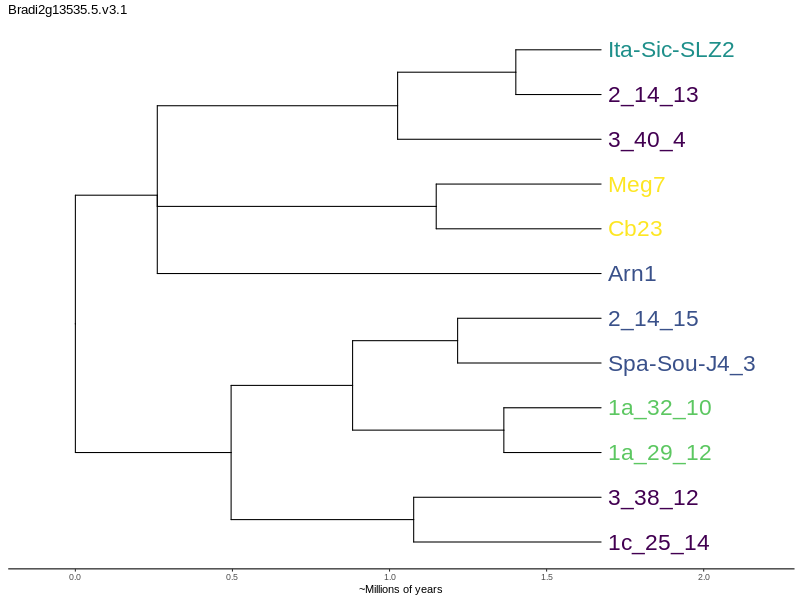 Bradi2g13535.5.v3.1
Ita-Sic-SLZ2
2_14_13
3_40_4
Meg7
Cb23
Arn1
2_14_15
Spa-Sou-J4_3
1a_32_10
1a_29_12
3_38_12
1c_25_14
0.0 0.5 1.0 1.5 2.0
~Millions of years